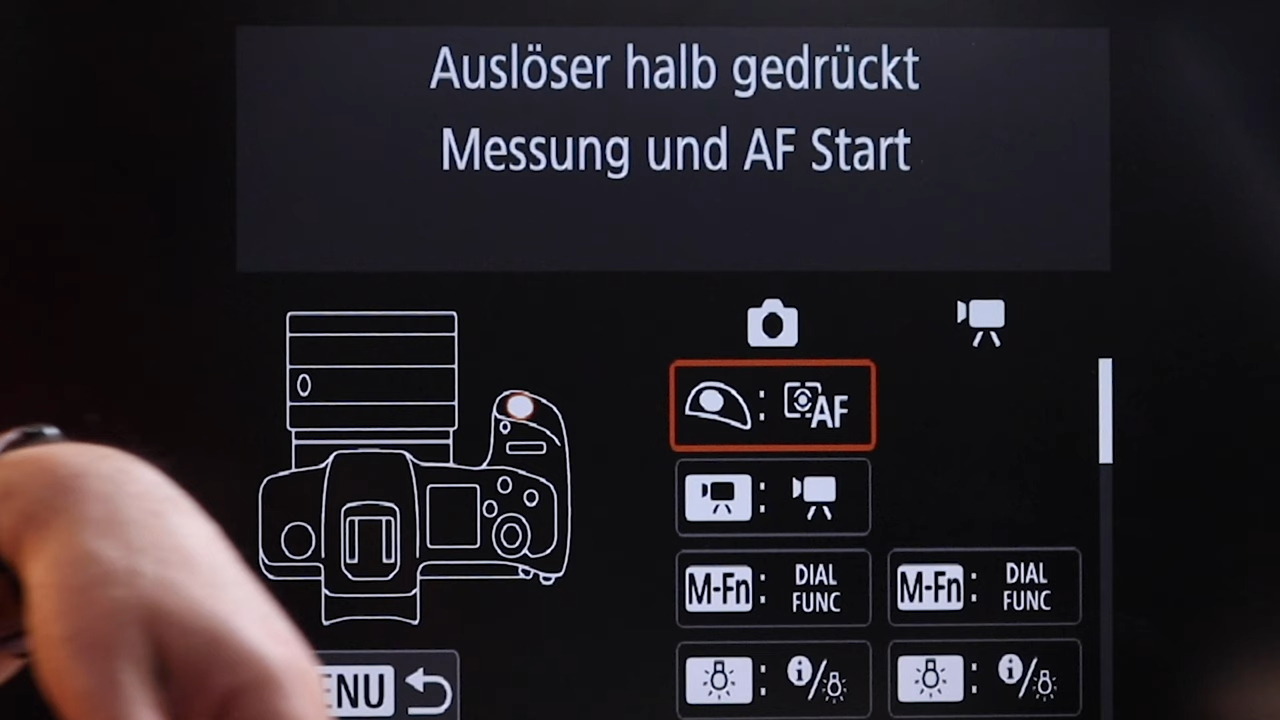 Auslöser halb gedrückt
Messung und AF Start
AF
M-Fn: DIAL FUNC
M-Fn: DIAL FUNC
ENU